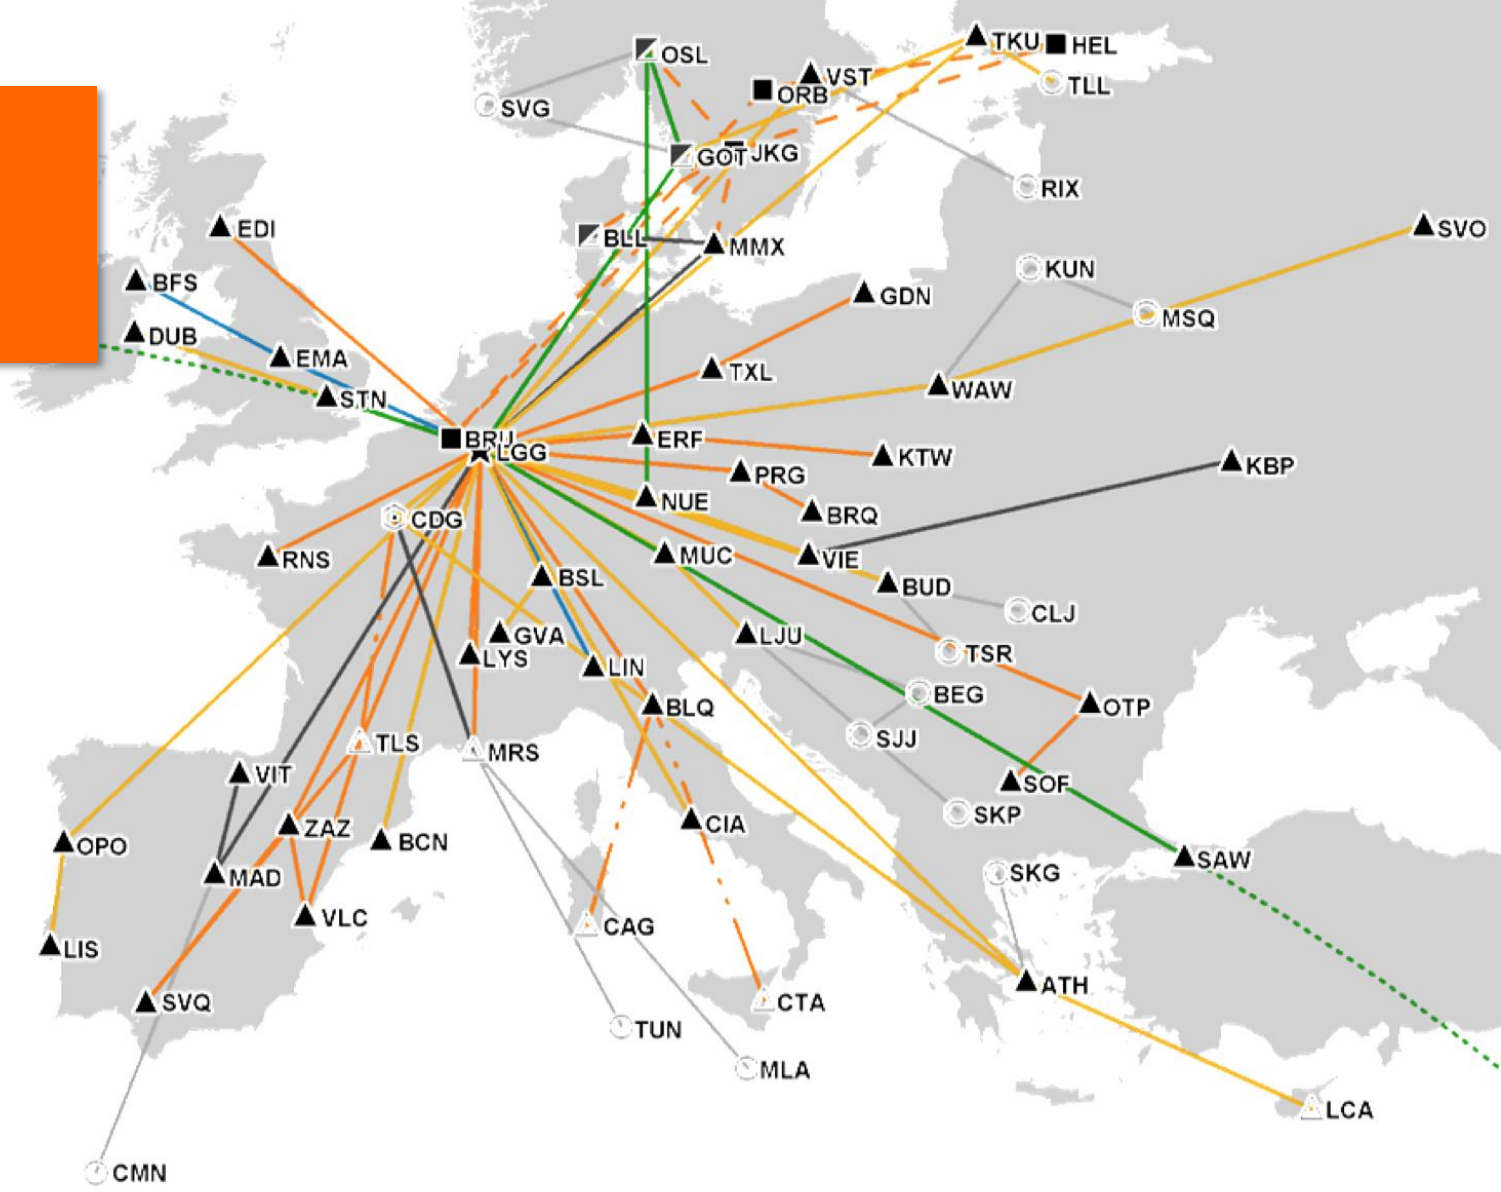 OSL
TKU
HEL
VST
TLL
ORB
SVG
GOT
JKG
RIX
EDI
SVO
BLL
MMX
KUN
BFS
GDN
MSQ
DUB
EMA
TXL
WAW
STN
BRU
LGG
ERF
KTW
KBP
PRG
NUE
BRQ
CDG
RNS
MUC
VIE
BSL
BUD
CLJ
GVA
LJU
LYS
TSR
LIN
BEG
BLQ
OTP
TLS
MRS
SJJ
VIT
SOF
SKP
ZAZ
CIA
OPO
BCN
SAW
MAD
SKG
VLC
CAG
LIS
ATH
SVQ
CTA
TUN
MLA
LCA
CMN